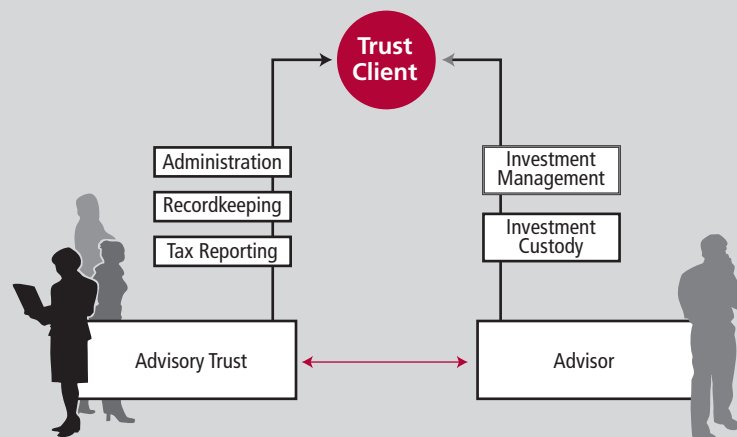 Trust
Client
Administration
Recordkeeping
Tax Reporting
Investment
Management
Investment
Custody
Advisory Trust
Advisor